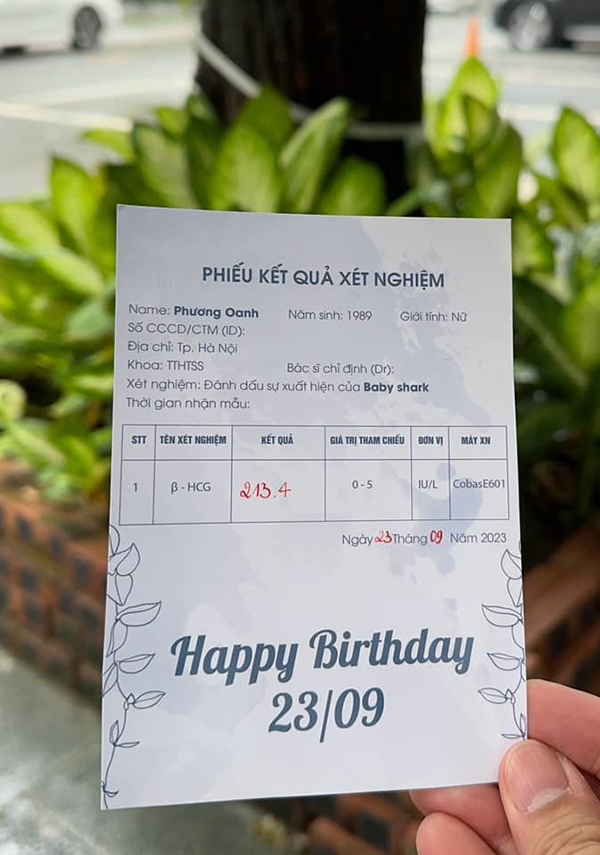 PHIẾU KẾT QUẢ XÉT NGHIỆM
Name: Phương Oanh Năm sinh: 1989 Giới tính: Nữ
Số CCCD/CTM (ID):
Địa chỉ: Tp. Hà Nội
Khoa: TTHTSS Bác sĩ chỉ định (Dr):
Xét nghiệm: Đánh dấu sự xuất hiện của Baby shark
Thời gian nhận mẫu:
STT TÊN XÉT NGHIỆM KẾT QUẢ GIÁ TRỊ THAM CHIẾU ĐƠN VỊ MÁY XN
1 β - HCG 213.4 0 - 5 IU/L CobasE601
Ngày 23 Tháng 09 Năm 2023
Happy Birthday
23/09